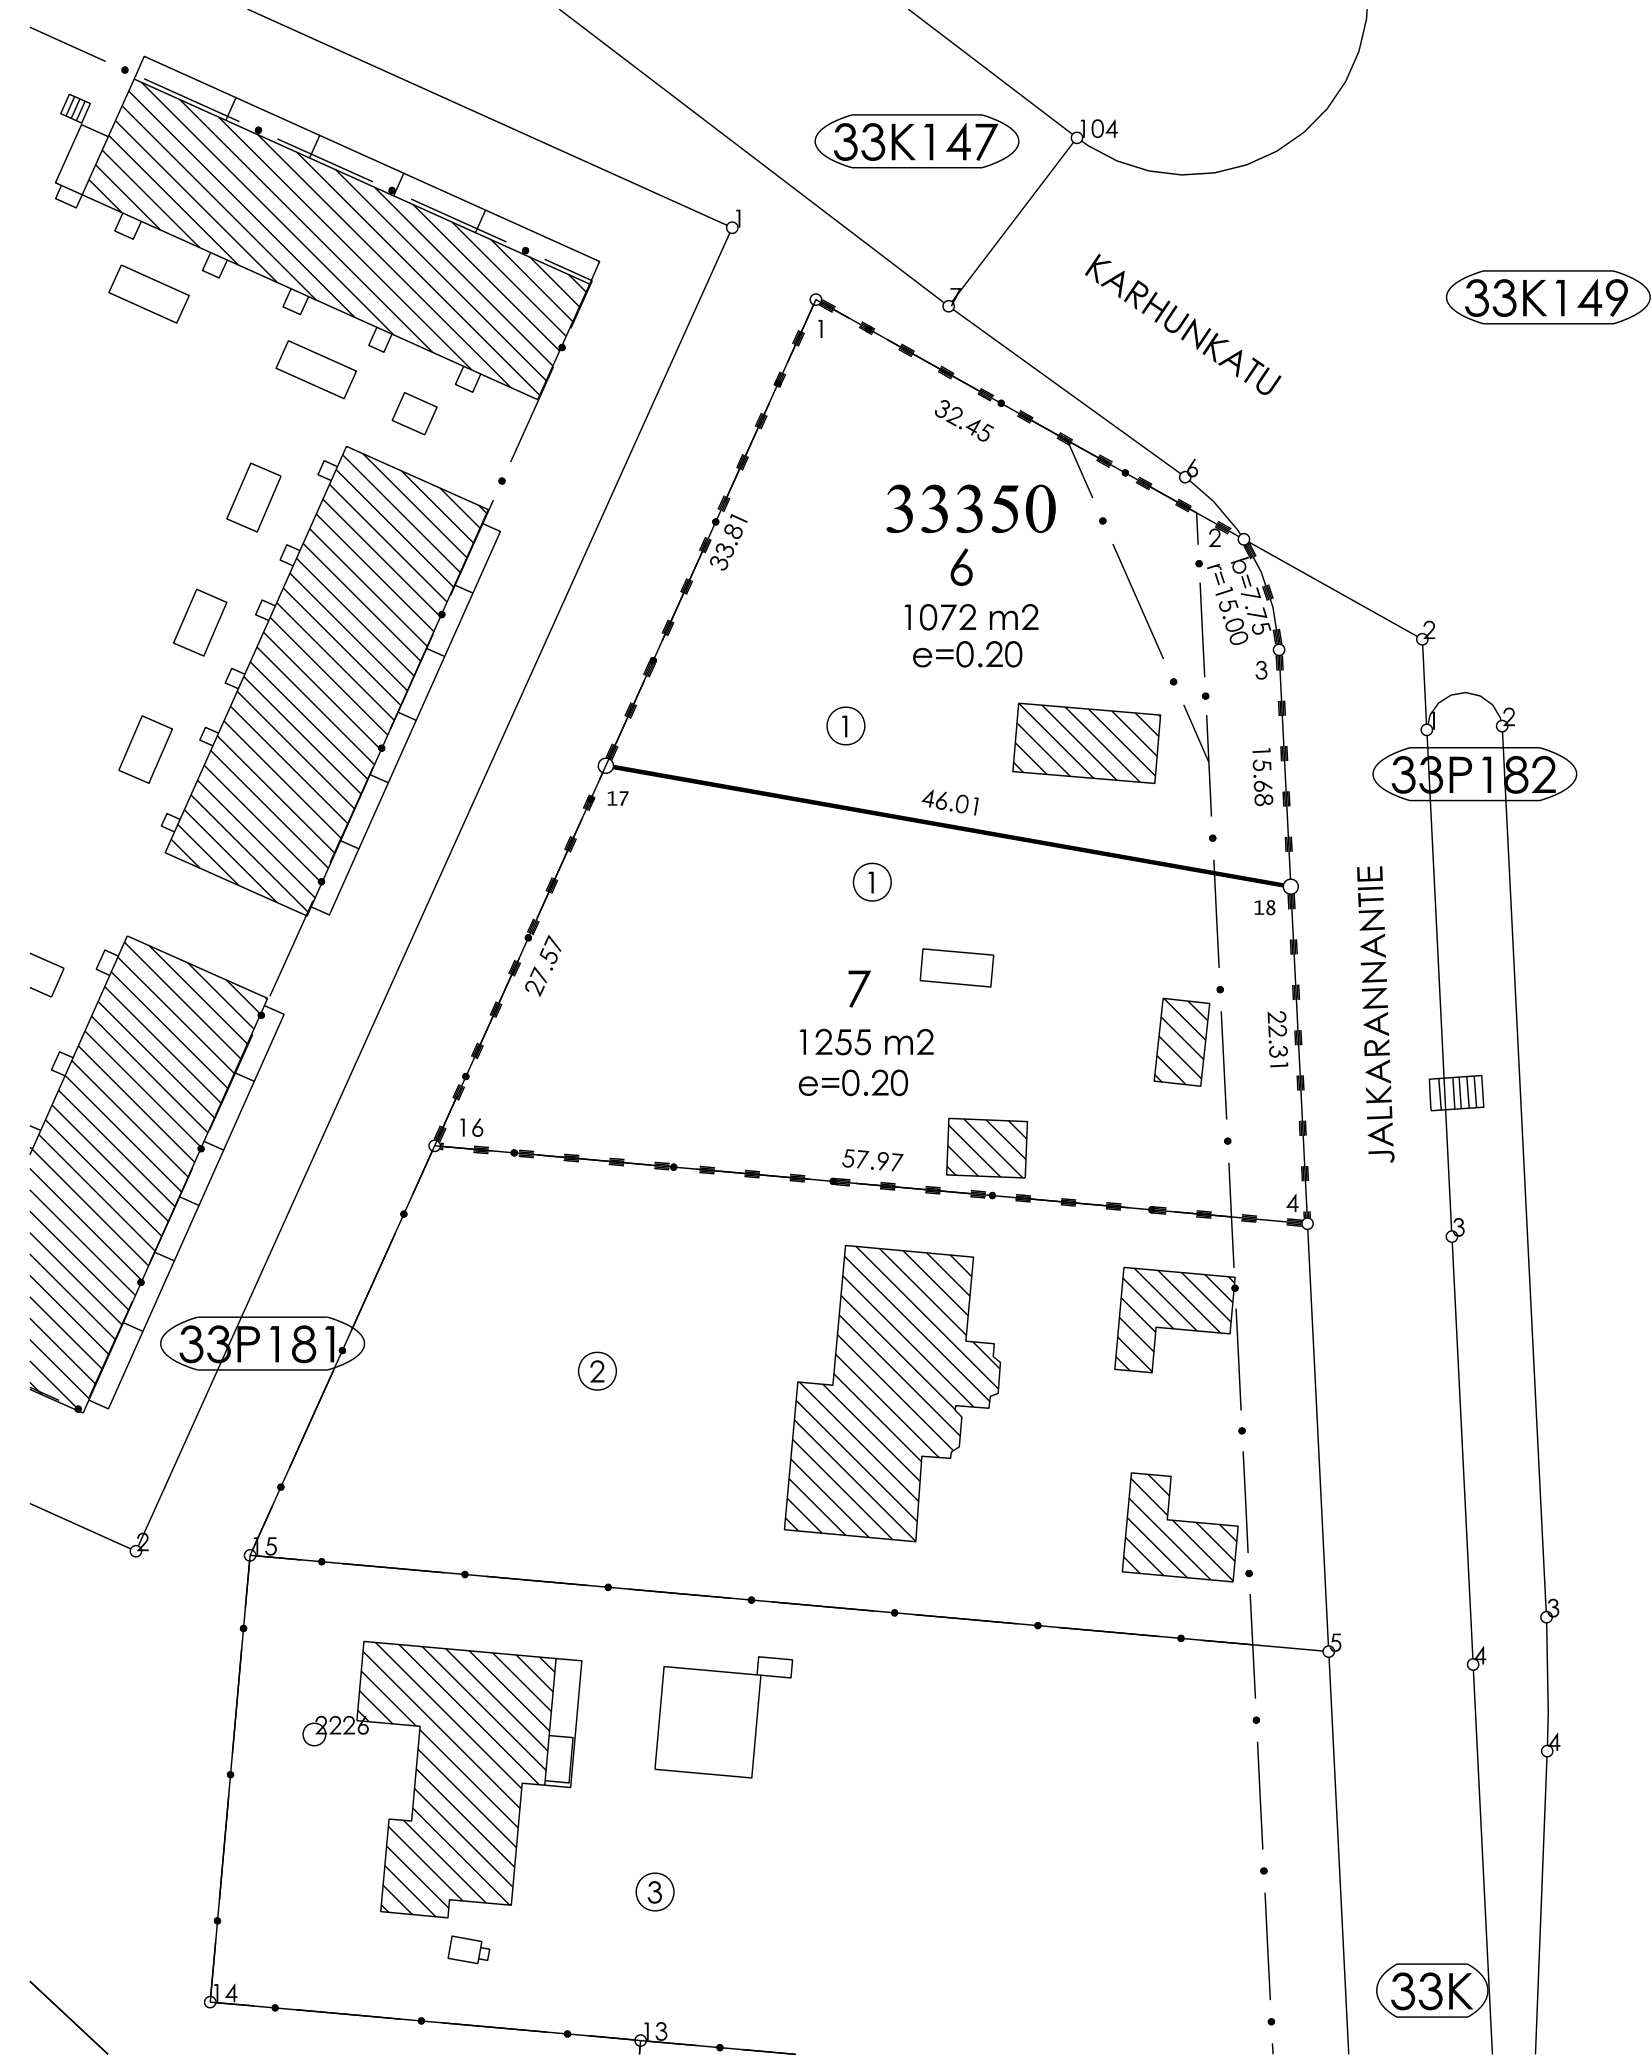 104
33K147
1
KARHUNKATU
33K149
7
1
32.45
6
33350
6
1072 m2
e=0.20
33.81
2
b=7.75
r=15.00
3
2
1
2
1
15.68
33P182
17
46.01
1
18
27.57
7
1255 m2
e=0.20
22.31
JALKARANNANTIE
16
57.97
4
3
33P181
2
2
15
3
5
4
2226
4
3
14
33K
13